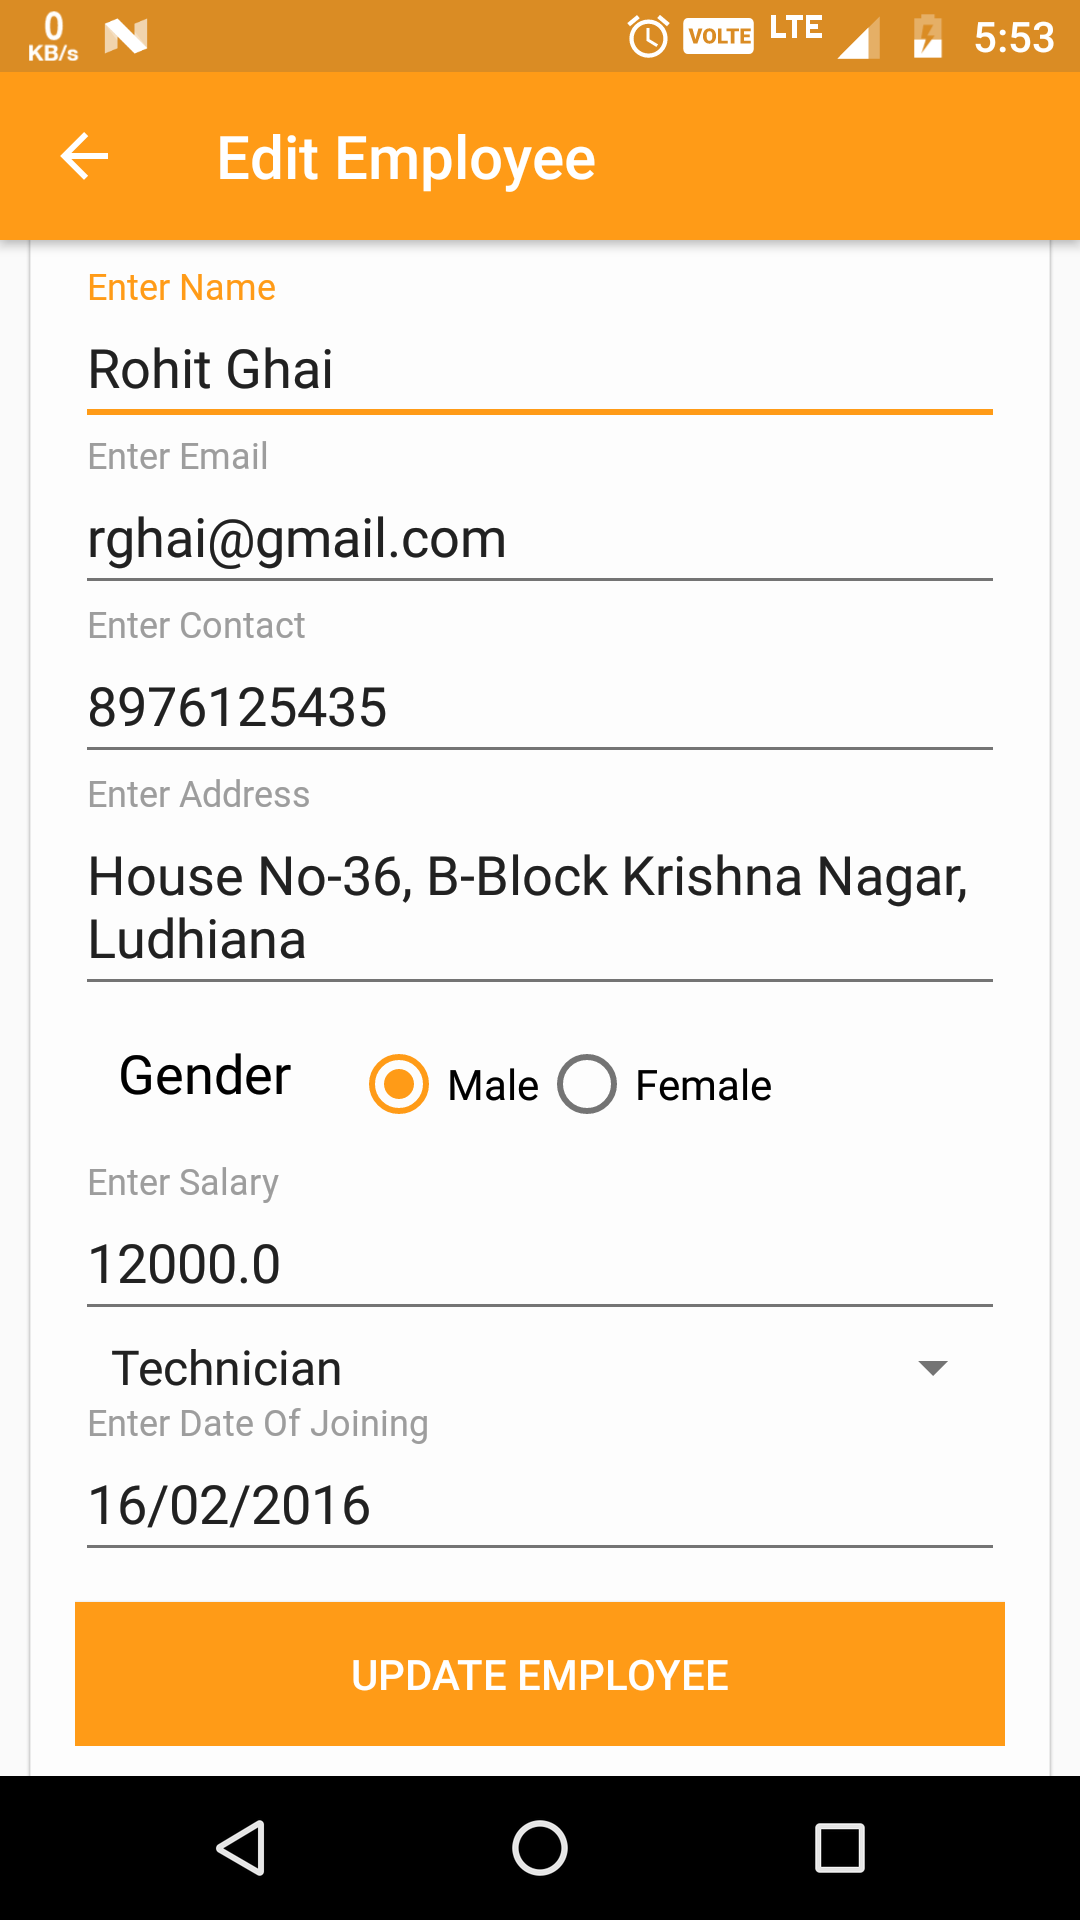 0
KB/s
VOLTE LTE 5:53
Edit Employee
Enter Name
Rohit Ghai
Enter Email
rghai@gmail.com
Enter Contact
8976125435
Enter Address
House No-36, B-Block Krishna Nagar,
Ludhiana
Gender Male Female
Enter Salary
12000.0
Technician
Enter Date Of Joining
16/02/2016
UPDATE EMPLOYEE